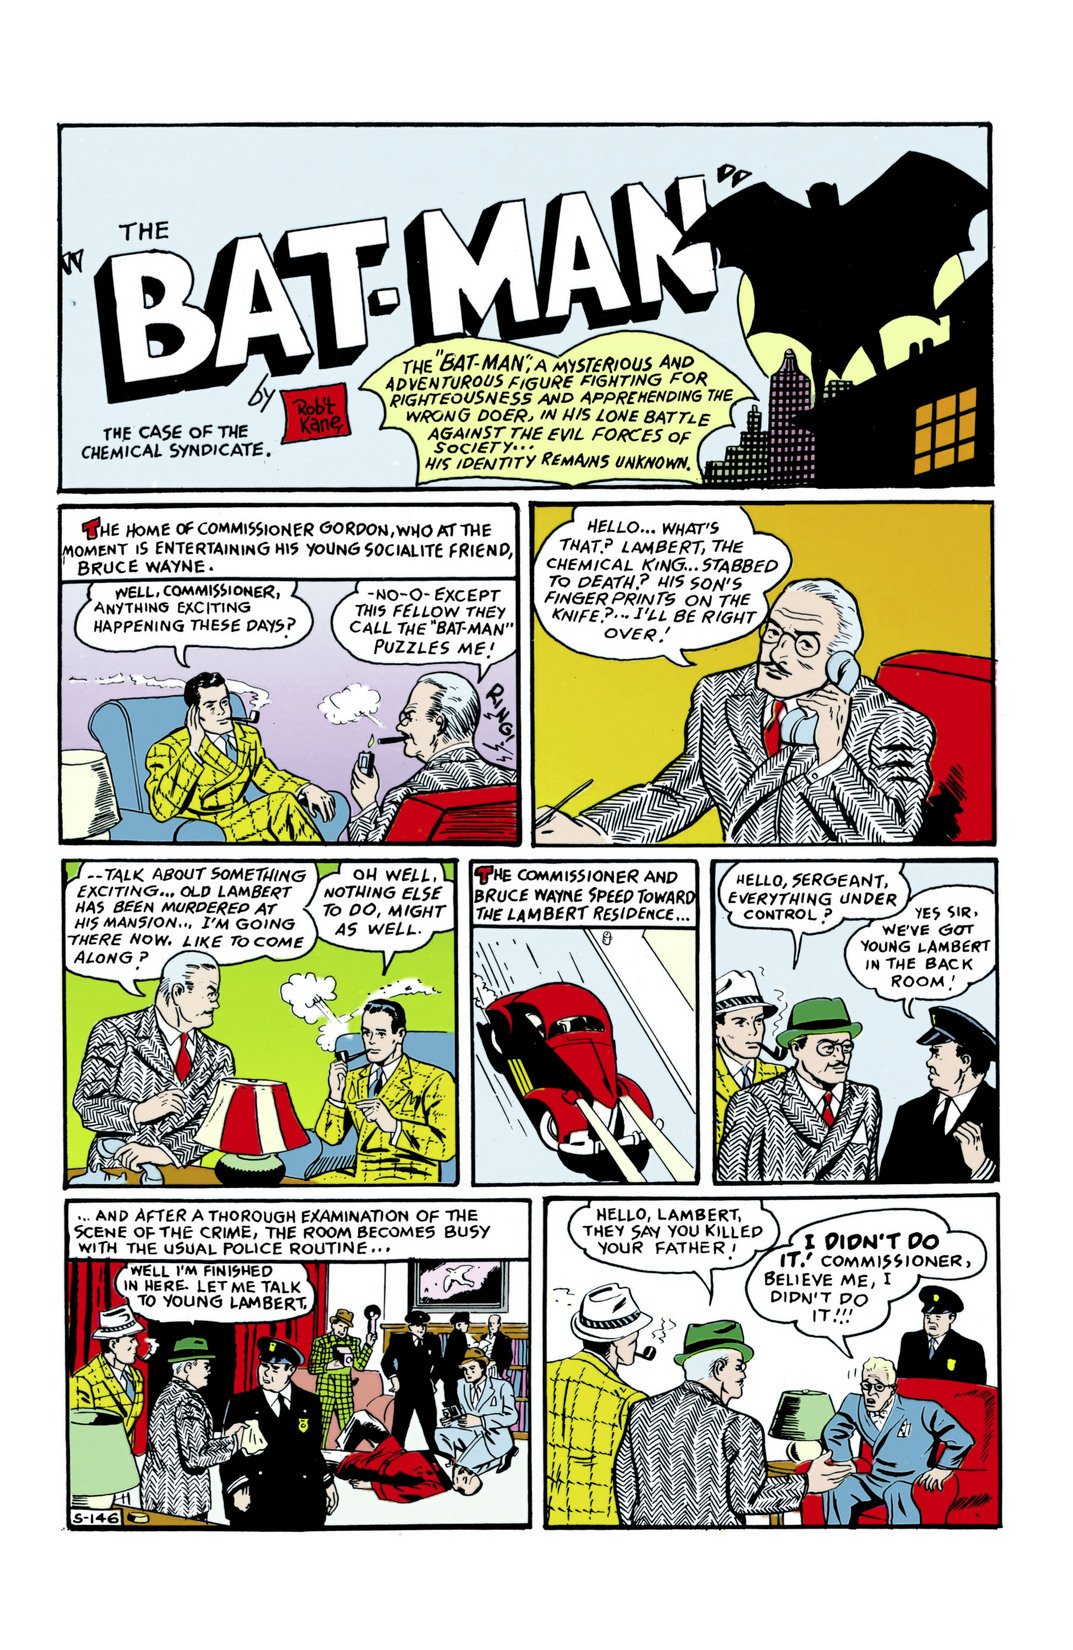 THE
"BAT-MAN"
by Rob't
Kane
THE CASE OF THE
CHEMICAL SYNDICATE.
THE "BAT-MAN", A MYSTERIOUS AND
ADVENTUROUS FIGURE FIGHTING FOR
RIGHTEOUSNESS AND APPREHENDING THE
WRONG DOER, IN HIS LONE BATTLE
AGAINST THE EVIL FORCES OF
SOCIETY...
HIS IDENTITY REMAINS UNKNOWN.
THE HOME OF COMMISSIONER GORDON, WHO AT THE
MOMENT IS ENTERTAINING HIS YOUNG SOCIALITE FRIEND,
BRUCE WAYNE.
WELL, COMMISSIONER,
ANYTHING EXCITING
HAPPENING THESE DAYS?
-NO-O- EXCEPT
THIS FELLOW THEY
CALL THE "BAT-MAN"
PUZZLES ME!
RING!
HELLO... WHAT'S
THAT? LAMBERT, THE
CHEMICAL KING... STABBED
TO DEATH? HIS SON'S
FINGERPRINTS ON THE
KNIFE?... I'LL BE RIGHT
OVER!
--TALK ABOUT SOMETHING
EXCITING... OLD LAMBERT
HAS BEEN MURDERED AT
HIS MANSION... I'M GOING
THERE NOW. LIKE TO COME
ALONG?
OH WELL,
NOTHING ELSE
TO DO, MIGHT
AS WELL.
THE COMMISSIONER AND
BRUCE WAYNE SPEED TOWARD
THE LAMBERT RESIDENCE...
HELLO, SERGEANT,
EVERYTHING UNDER
CONTROL?
YES SIR,
WE'VE GOT
YOUNG LAMBERT
IN THE BACK
ROOM!
... AND AFTER A THOROUGH EXAMINATION OF THE
SCENE OF THE CRIME, THE ROOM BECOMES BUSY
WITH THE USUAL POLICE ROUTINE...
WELL I'M FINISHED
IN HERE. LET ME TALK
TO YOUNG LAMBERT.
S-146
HELLO, LAMBERT,
THEY SAY YOU KILLED
YOUR FATHER!
I DIDN'T DO
IT! COMMISSIONER,
BELIEVE ME, I
DIDN'T DO
IT!!!